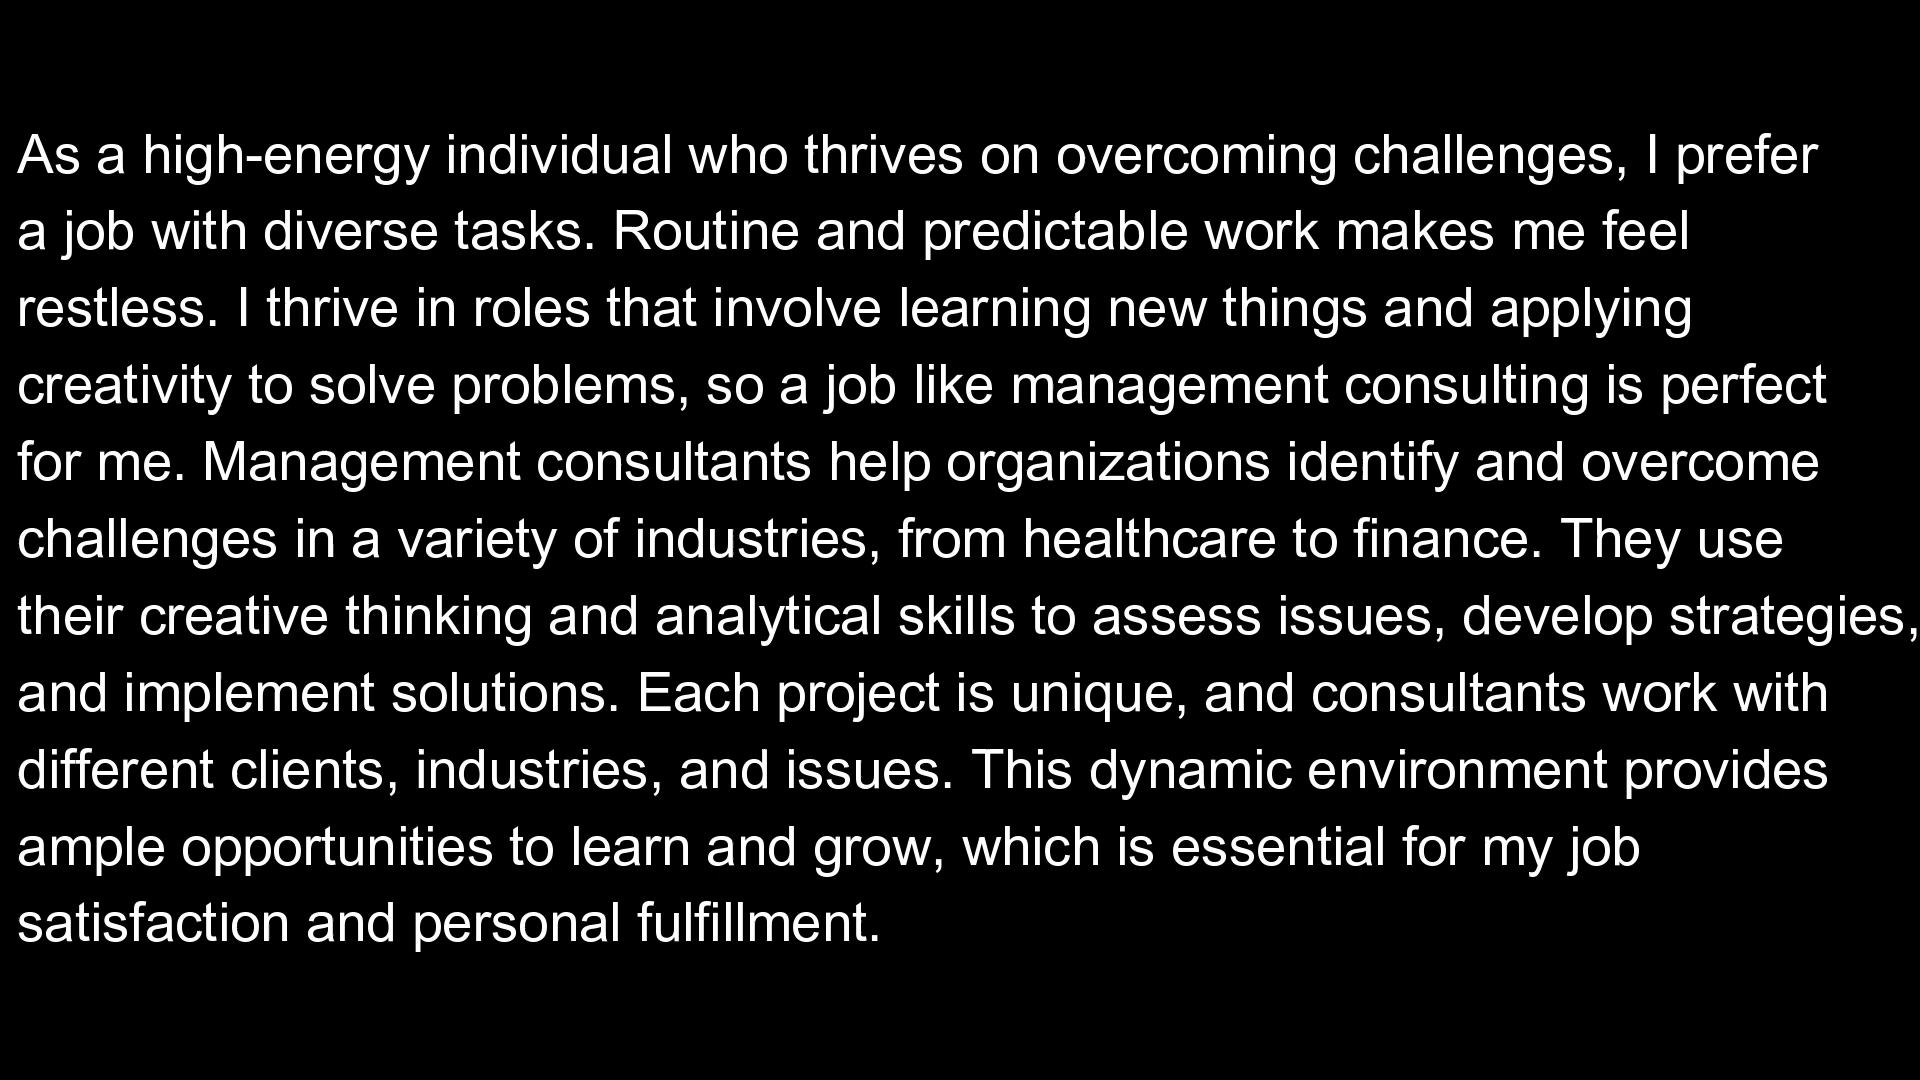 As a high-energy individual who thrives on overcoming challenges, I prefer
a job with diverse tasks. Routine and predictable work makes me feel
restless. I thrive in roles that involve learning new things and applying
creativity to solve problems, so a job like management consulting is perfect
for me. Management consultants help organizations identify and overcome
challenges in a variety of industries, from healthcare to finance. They use
their creative thinking and analytical skills to assess issues, develop strategies,
and implement solutions. Each project is unique, and consultants work with
different clients, industries, and issues. This dynamic environment provides
ample opportunities to learn and grow, which is essential for my job
satisfaction and personal fulfillment.